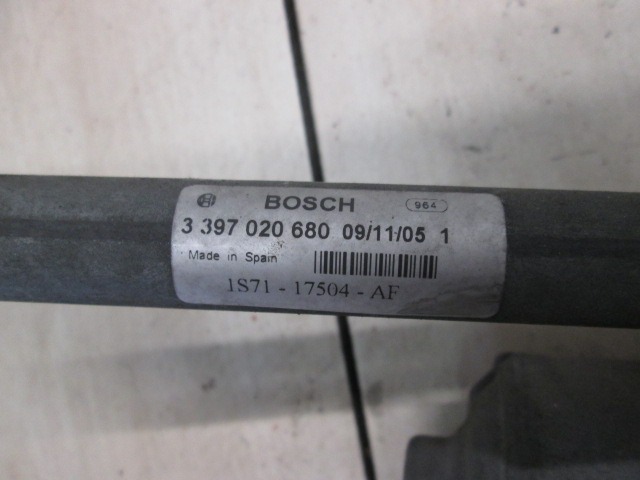 BOSCH 964
3 397 020 680 09/11/05 1
Made in Spain
1S71 - 17504 - AF